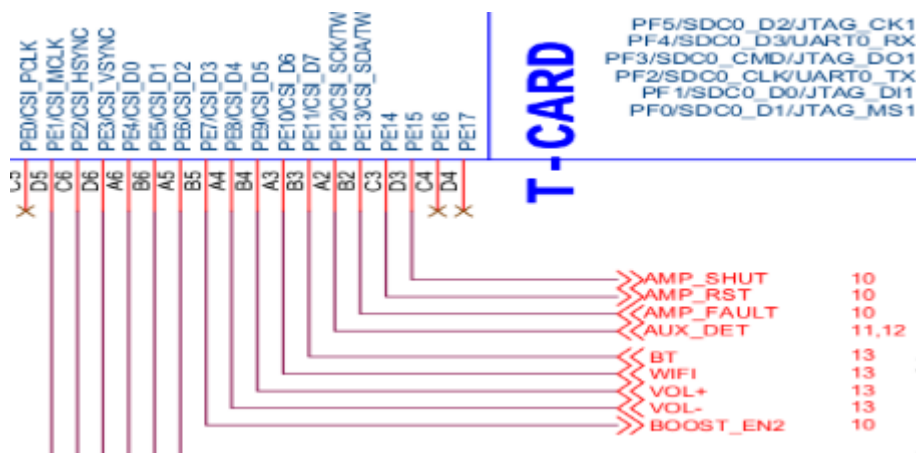 PE0/CSI_PCLK
PE1/CSI_MCLK
PE2/CSI_HSYNC
PE3/CSI_VSYNC
PE4/CSI_D0
PE5/CSI_D1
PE6/CSI_D2
PE7/CSI_D3
PE8/CSI_D4
PE9/CSI_D5
PE10/CSI_D6
PE11/CSI_D7
PE12/CSI_SCK/TW
PE13/CSI_SDA/TW
PE14
PE15
PE16
PE17
C5
D5
C6
D6
A6
B6
A5
B5
A4
B4
A3
B3
A2
B2
C3
D3
C4
D4
T-CARD
PF5/SDC0_D2/JTAG_CK1
PF4/SDC0_D3/UART0_RX
PF3/SDC0_CMD/JTAG_DO1
PF2/SDC0_CLK/UART0_TX
PF1/SDC0_D0/JTAG_DI1
PF0/SDC0_D1/JTAG_MS1
AMP_SHUT 10
AMP_RST 10
AMP_FAULT 10
AUX_DET 11,12
BT 13
WIFI 13
VOL+ 13
VOL- 13
BOOST_EN2 10